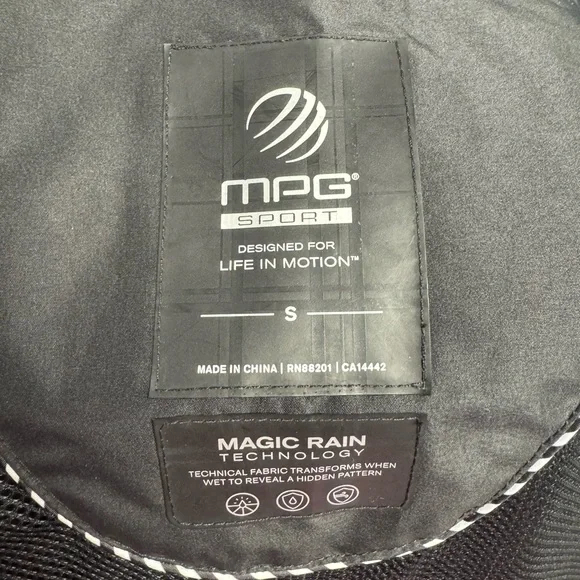 MPG®
SPORT
DESIGNED FOR
LIFE IN MOTION™
S
MADE IN CHINA | RN88201 | CA14442
MAGIC RAIN
TECHNOLOGY
TECHNICAL FABRIC TRANSFORMS WHEN
WET TO REVEAL A HIDDEN PATTERN